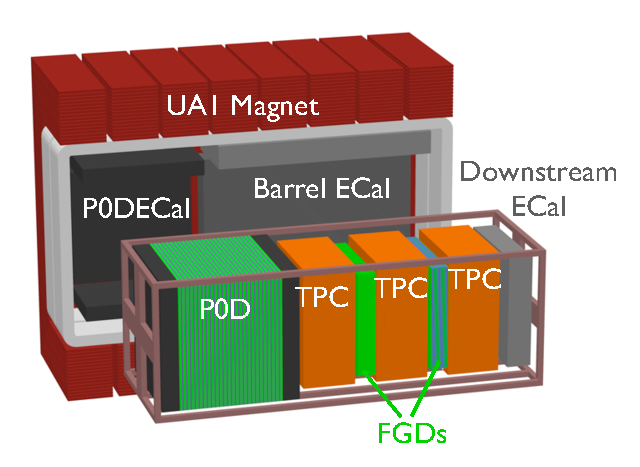 UA1 Magnet
Downstream
ECal
Barrel ECal
P0DECal
P0D
TPC
TPC
TPC
FGDs